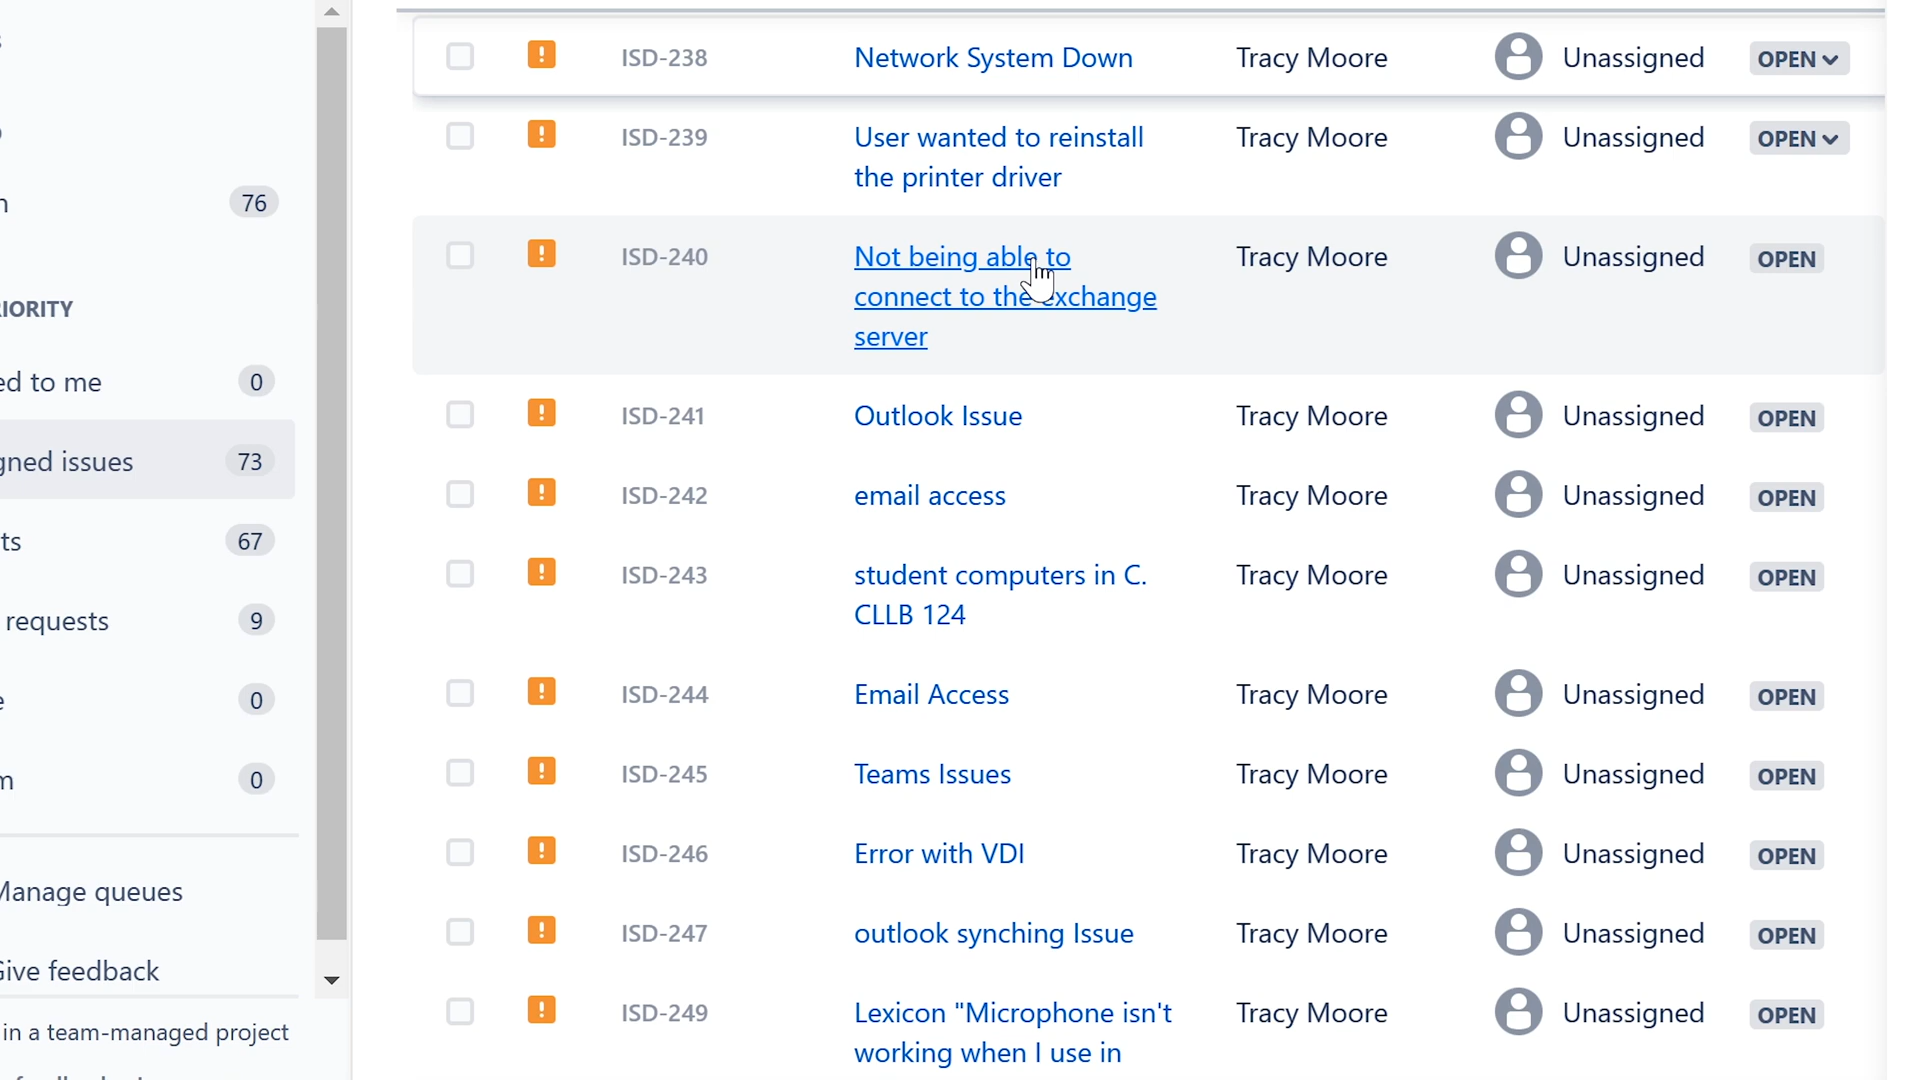 76
IORITY
ed to me 0
gned issues 73
ts 67
requests 9
e 0
m 0
Manage queues
Give feedback
in a team-managed project
ISD-238 Network System Down Tracy Moore Unassigned OPEN
ISD-239 User wanted to reinstall Tracy Moore Unassigned OPEN
the printer driver
ISD-240 Not being able to Tracy Moore Unassigned OPEN
connect to the exchange
server
ISD-241 Outlook Issue Tracy Moore Unassigned OPEN
ISD-242 email access Tracy Moore Unassigned OPEN
ISD-243 student computers in C. Tracy Moore Unassigned OPEN
CLLB 124
ISD-244 Email Access Tracy Moore Unassigned OPEN
ISD-245 Teams Issues Tracy Moore Unassigned OPEN
ISD-246 Error with VDI Tracy Moore Unassigned OPEN
ISD-247 outlook synching Issue Tracy Moore Unassigned OPEN
ISD-249 Lexicon "Microphone isn't Tracy Moore Unassigned OPEN
working when I use in